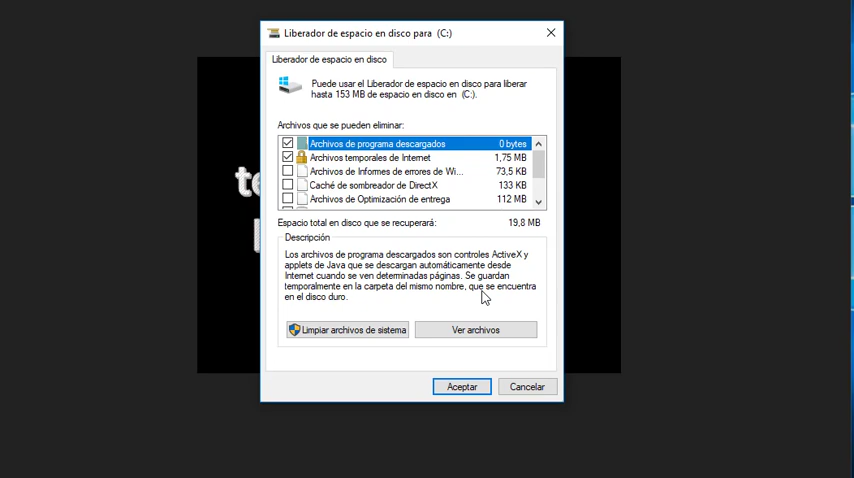 Liberador de espacio en disco para  (C:)
Liberador de espacio en disco
Puede usar el Liberador de espacio en disco para liberar
hasta 153 MB de espacio en disco en  (C:).
Archivos que se pueden eliminar:
Archivos de programa descargados 0 bytes
Archivos temporales de Internet 1,75 MB
Archivos de Informes de errores de Wi... 73,5 KB
Caché de sombreador de DirectX 133 KB
Archivos de Optimización de entrega 112 MB
Espacio total en disco que se recuperará: 19,8 MB
Descripción
Los archivos de programa descargados son controles ActiveX y
applets de Java que se descargan automáticamente desde
Internet cuando se ven determinadas páginas. Se guardan
temporalmente en la carpeta del mismo nombre, que se encuentra
en el disco duro.
Limpiar archivos de sistema Ver archivos
Aceptar Cancelar
te